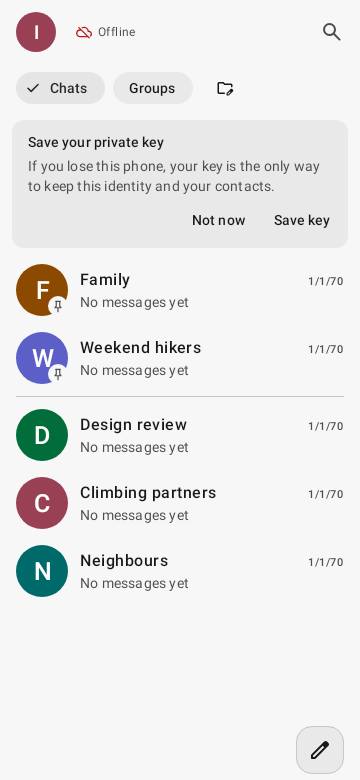 I
Offline
Chats
Groups
Save your private key
If you lose this phone, your key is the only way
to keep this identity and your contacts.
Not now
Save key
F
Family
1/1/70
No messages yet
W
Weekend hikers
1/1/70
No messages yet
D
Design review
1/1/70
No messages yet
C
Climbing partners
1/1/70
No messages yet
N
Neighbours
1/1/70
No messages yet